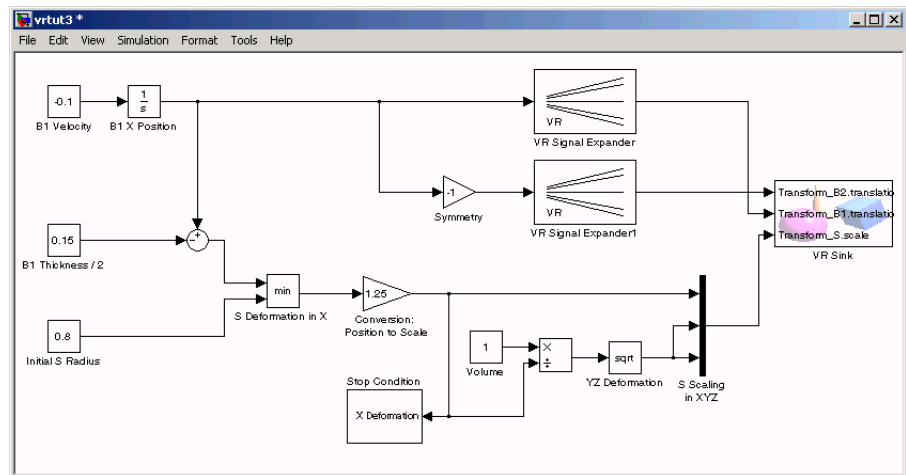 vrtut3 *
File Edit View Simulation Format Tools Help
-0.1
B1 Velocity
1
s
B1 X Position
VR
VR Signal Expander
-1
Symmetry
VR
VR Signal Expander1
Transform_B2.translatio
Transform_B1.translatio
Transform_S.scale
VR Sink
0.15
B1 Thickness / 2
- +
min
S Deformation in X
1.25
Conversion:
Position to Scale
0.8
Initial S Radius
1
Volume
×
÷
sqrt
YZ Deformation
S Scaling
in XYZ
Stop Condition
X Deformation